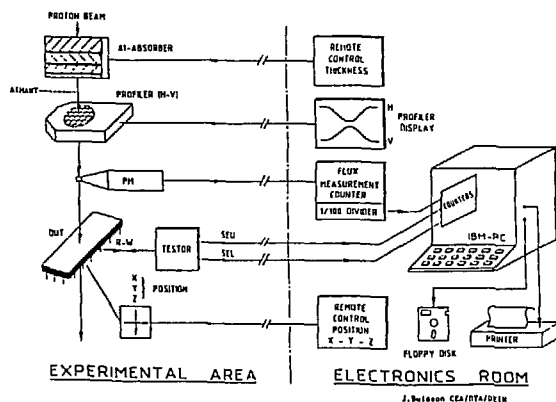 PROTON BEAM
Al-ABSORBER
REMOTE
CONTROL
THICKNESS
PROFILER (H-V)
H
V
PROFILER
DISPLAY
PM
FLUX
MEASUREMENT
COUNTER
1/100 DIVIDER
COUNTERS
IBM-PC
DUT
R-W
TESTOR
SEU
SEL
X
Y
Z
POSITION
REMOTE
CONTROL
POSITION
X - Y - Z
FLOPPY DISK
PRINTER
EXPERIMENTAL AREA
ELECTRONICS ROOM